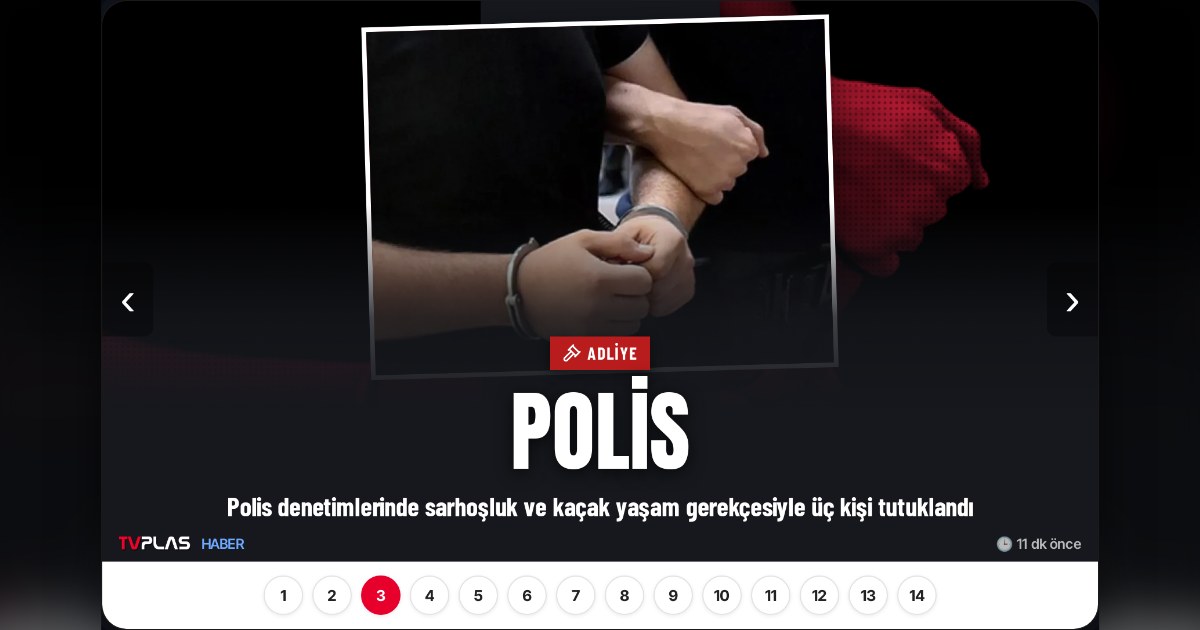 ADLİYE
POLİS
Polis denetimlerinde sarhoşluk ve kaçak yaşam gerekçesiyle üç kişi tutuklandı
TVPLAS HABER
11 dk önce
1 2 3 4 5 6 7 8 9 10 11 12 13 14